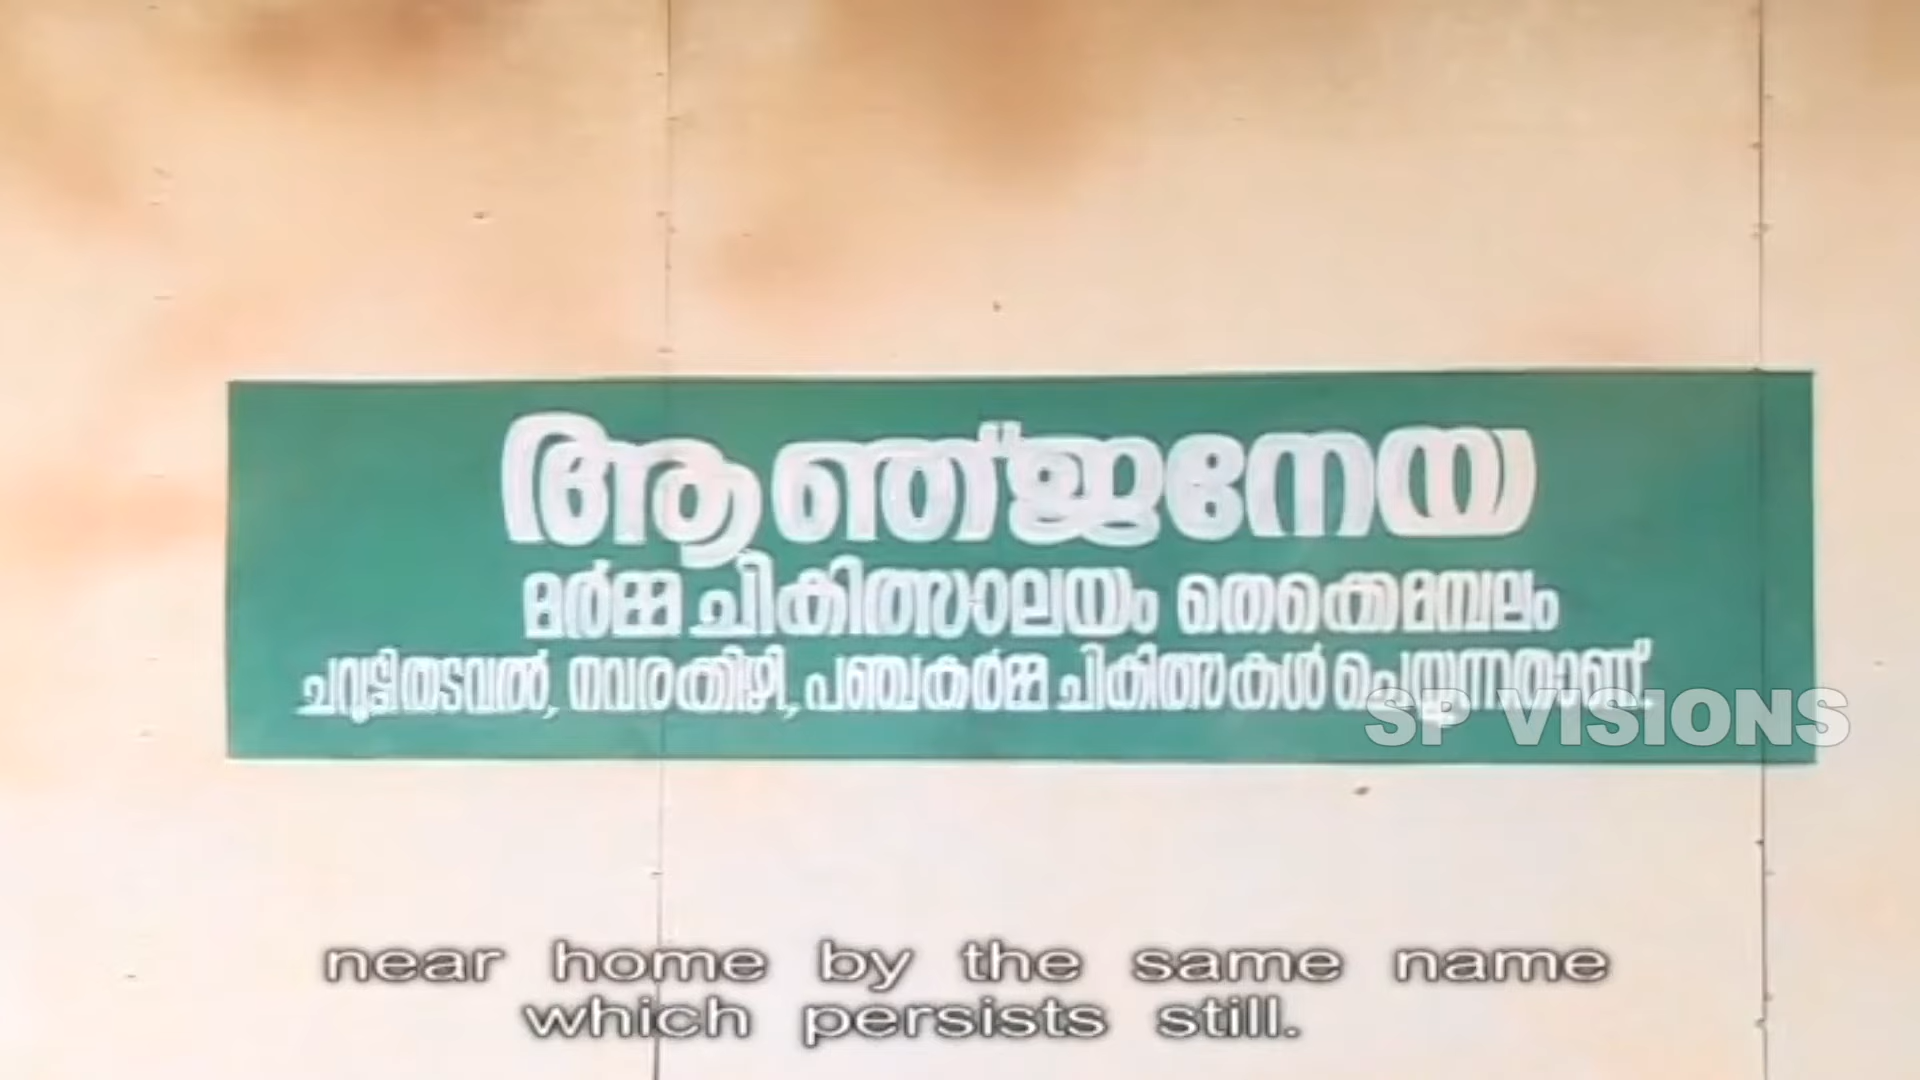 ആഞ്ജനേയ
മർമ്മ ചികിത്സാലയം തെക്കെമമ്പലം
ചവുട്ടിതടവൽ, നവരക്കിഴി, പഞ്ചകർമ്മ ചികിത്സകൾ ചെയ്യുന്നതാണ്.
SP VISIONS
near home by the same name
which persists still.